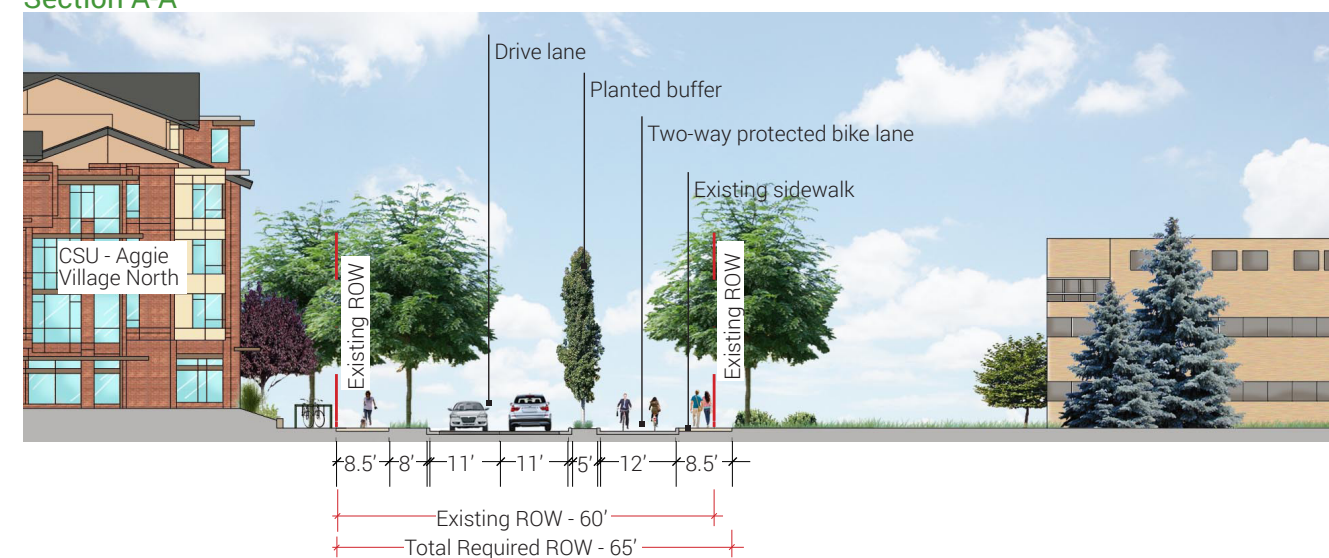 Section A-A
Drive lane
Planted buffer
Two-way protected bike lane
Existing sidewalk
CSU - Aggie
Village North
Existing ROW
Existing ROW
8.5’ 8’ 11’ 11’ 5’ 12’ 8.5’
Existing ROW - 60’
Total Required ROW - 65’